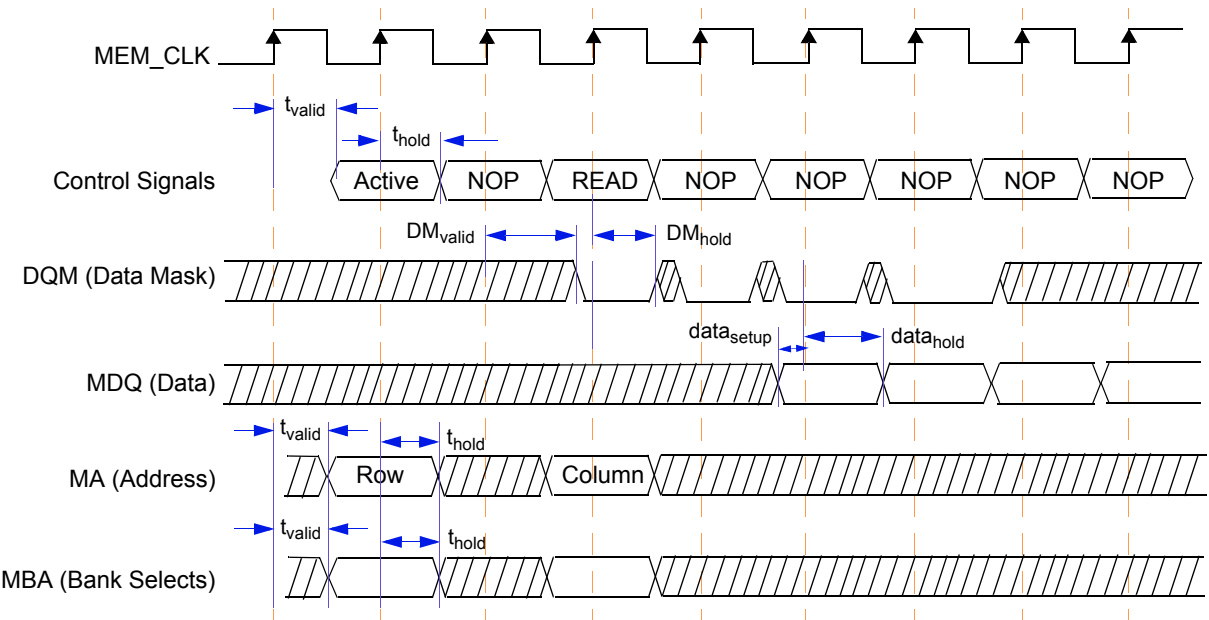 MEM_CLK
tvalid
thold
Control Signals Active NOP READ NOP NOP NOP NOP NOP
DMvalid DMhold
DQM (Data Mask)
datasetup datahold
MDQ (Data)
tvalid thold
MA (Address) Row Column
tvalid thold
MBA (Bank Selects)